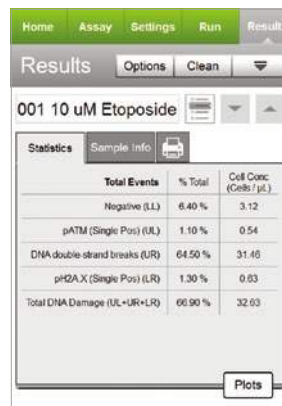 Home Assay Settings Run Result
Results Options Clean
001 10 uM Etoposide
Statistics Sample Info
Total Events % Total Cell Conc (Cells / µL)
Negative (LL) 6.40 % 3.12
pATM (Single Pos) (UL) 1.10 % 0.54
DNA double-strand breaks (UR) 64.50 % 31.46
pH2A.X (Single Pos) (LR) 1.30 % 0.63
Total DNA Damage (UL+UR+LR) 66.90 % 32.63
Plots